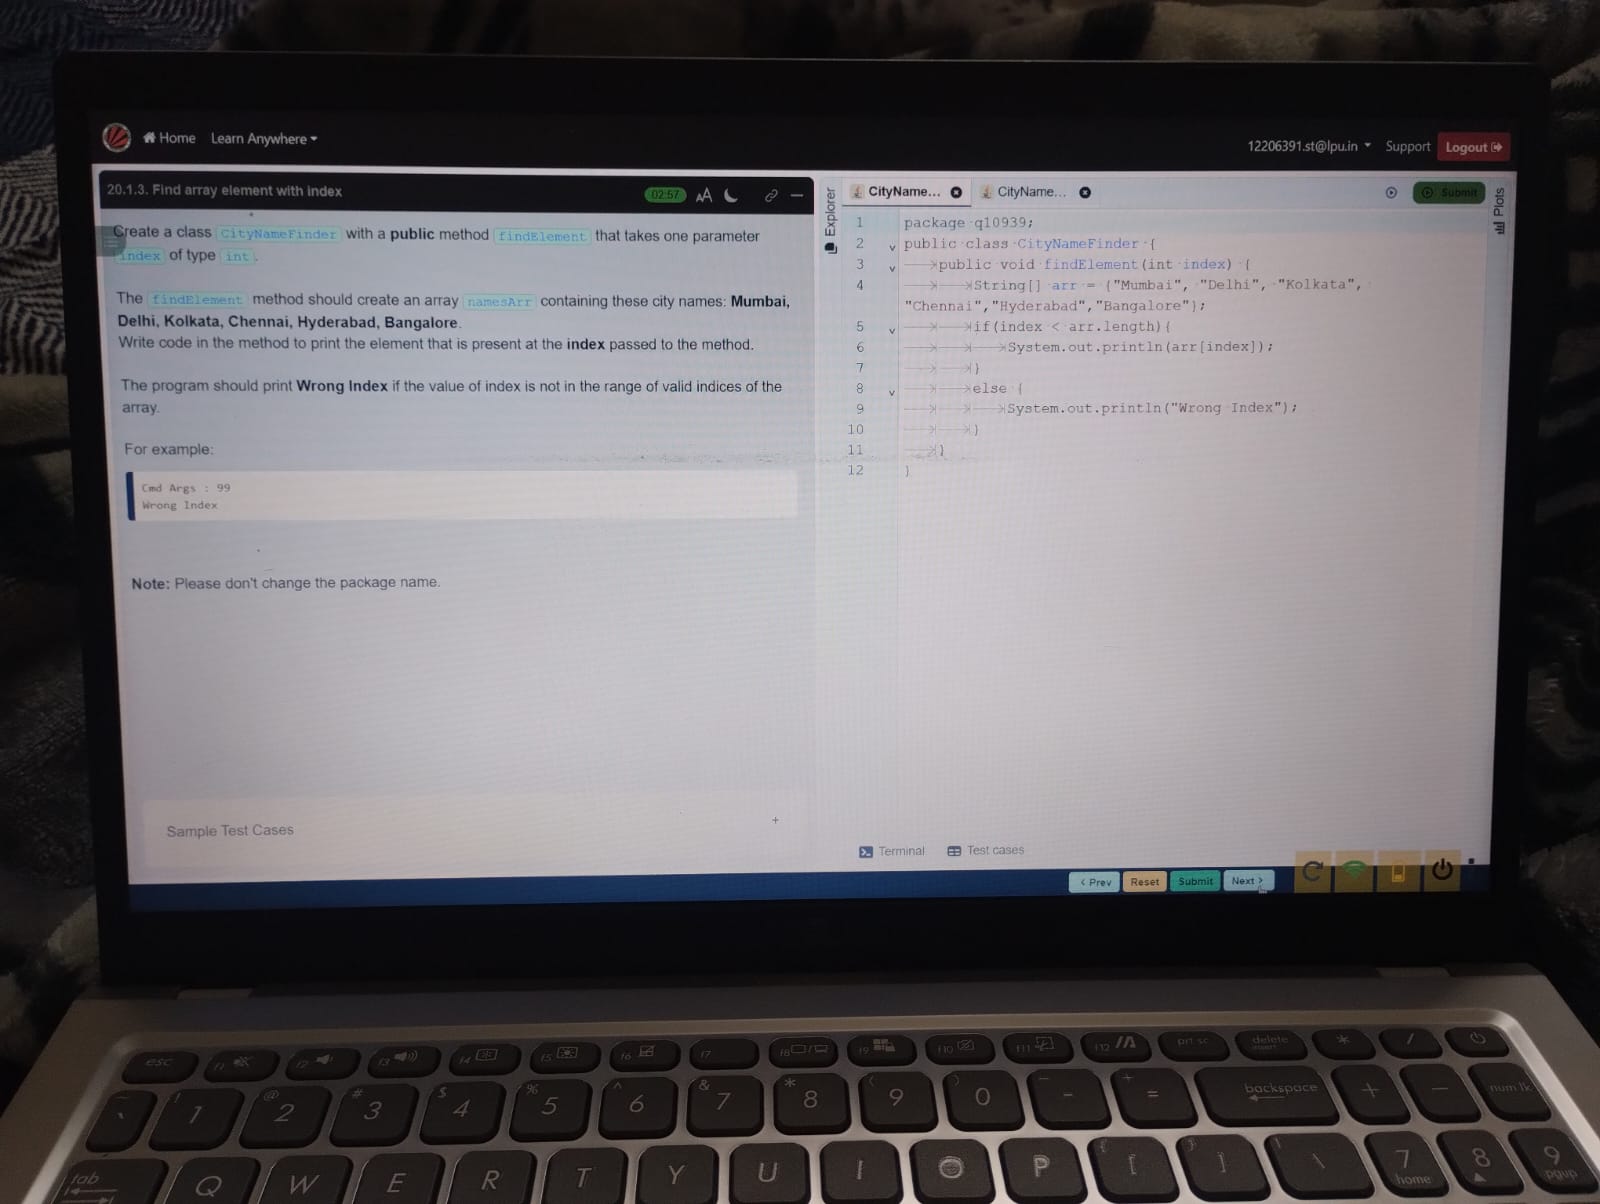 Home Learn Anywhere
12206391.st@lpu.in Support Logout
20.1.3. Find array element with index
02:57 AA
Create a class CityNameFinder with a public method findElement that takes one parameter
index of type int.
The findElement method should create an array namesArr containing these city names: Mumbai,
Delhi, Kolkata, Chennai, Hyderabad, Bangalore.
Write code in the method to print the element that is present at the index passed to the method.
The program should print Wrong Index if the value of index is not in the range of valid indices of the
array.
For example:
Cmd Args : 99
Wrong Index
Note: Please don't change the package name.
Sample Test Cases +
Explorer
CityName... CityName... Submit
Plots
1 package q10939;
2 public class CityNameFinder {
3 public void findElement(int index) {
4 String[] arr = {"Mumbai", "Delhi", "Kolkata",
"Chennai","Hyderabad","Bangalore"};
5 if(index < arr.length){
6 System.out.println(arr[index]);
7 }
8 else {
9 System.out.println("Wrong Index");
10 }
11 }
12 }
Terminal Test cases
< Prev Reset Submit Next >
esc f1 f2 f3 f4 f5 f6 f7 f8 f9 f10 f11 f12 prt sc delete insert * /
! 1 @ 2 # 3 $ 4 % 5 ^ 6 & 7 * 8 ( 9 ) 0 - + = backspace + - num lk
tab Q W E R T Y U I P { [ } ] \ 7 home 8 9 pgup